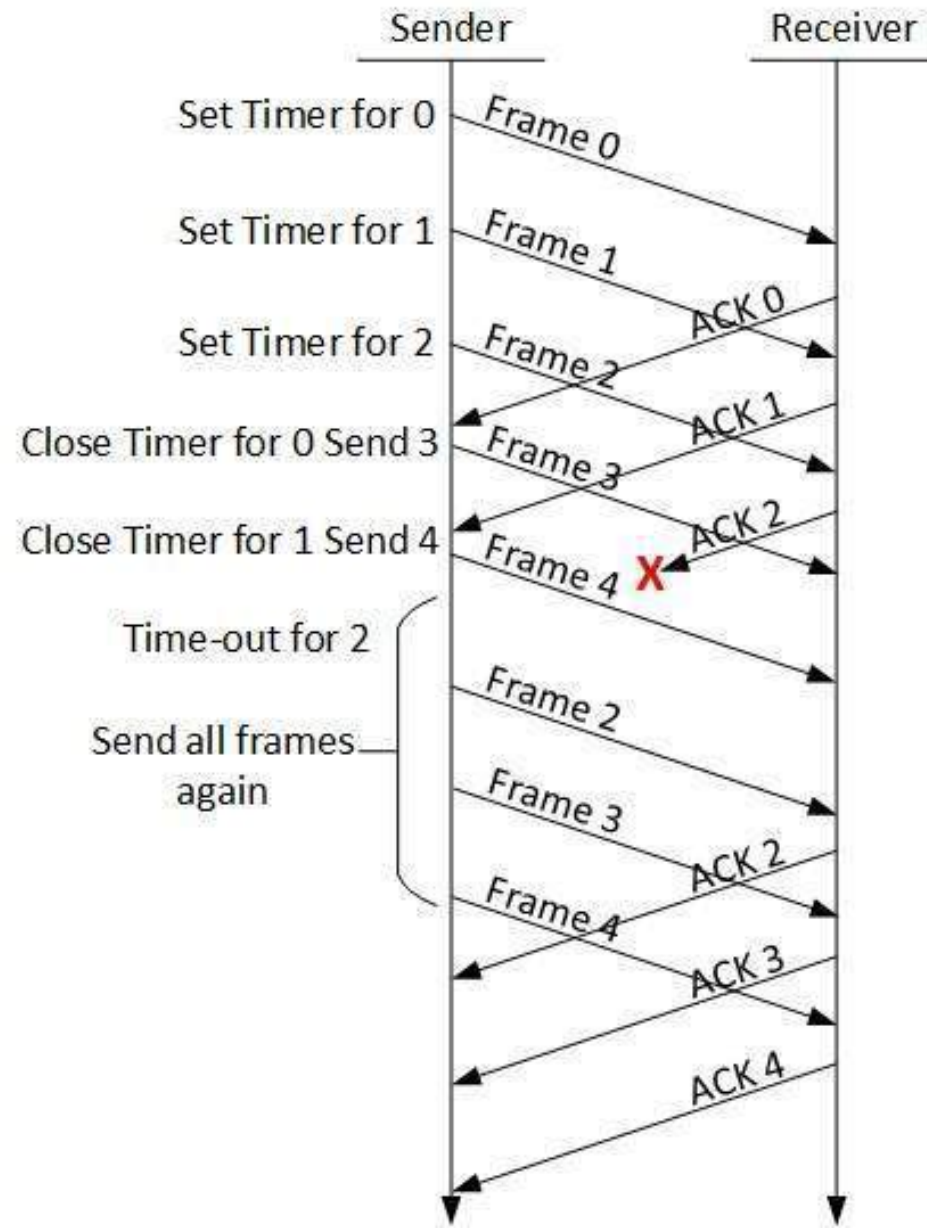 Sender
Receiver
Set Timer for 0
Frame 0
Set Timer for 1
Frame 1
ACK 0
Set Timer for 2
Frame 2
ACK 1
Close Timer for 0 Send 3
Frame 3
ACK 2
Close Timer for 1 Send 4
Frame 4
X
Time-out for 2
Frame 2
Send all frames
again
Frame 3
ACK 2
Frame 4
ACK 3
ACK 4